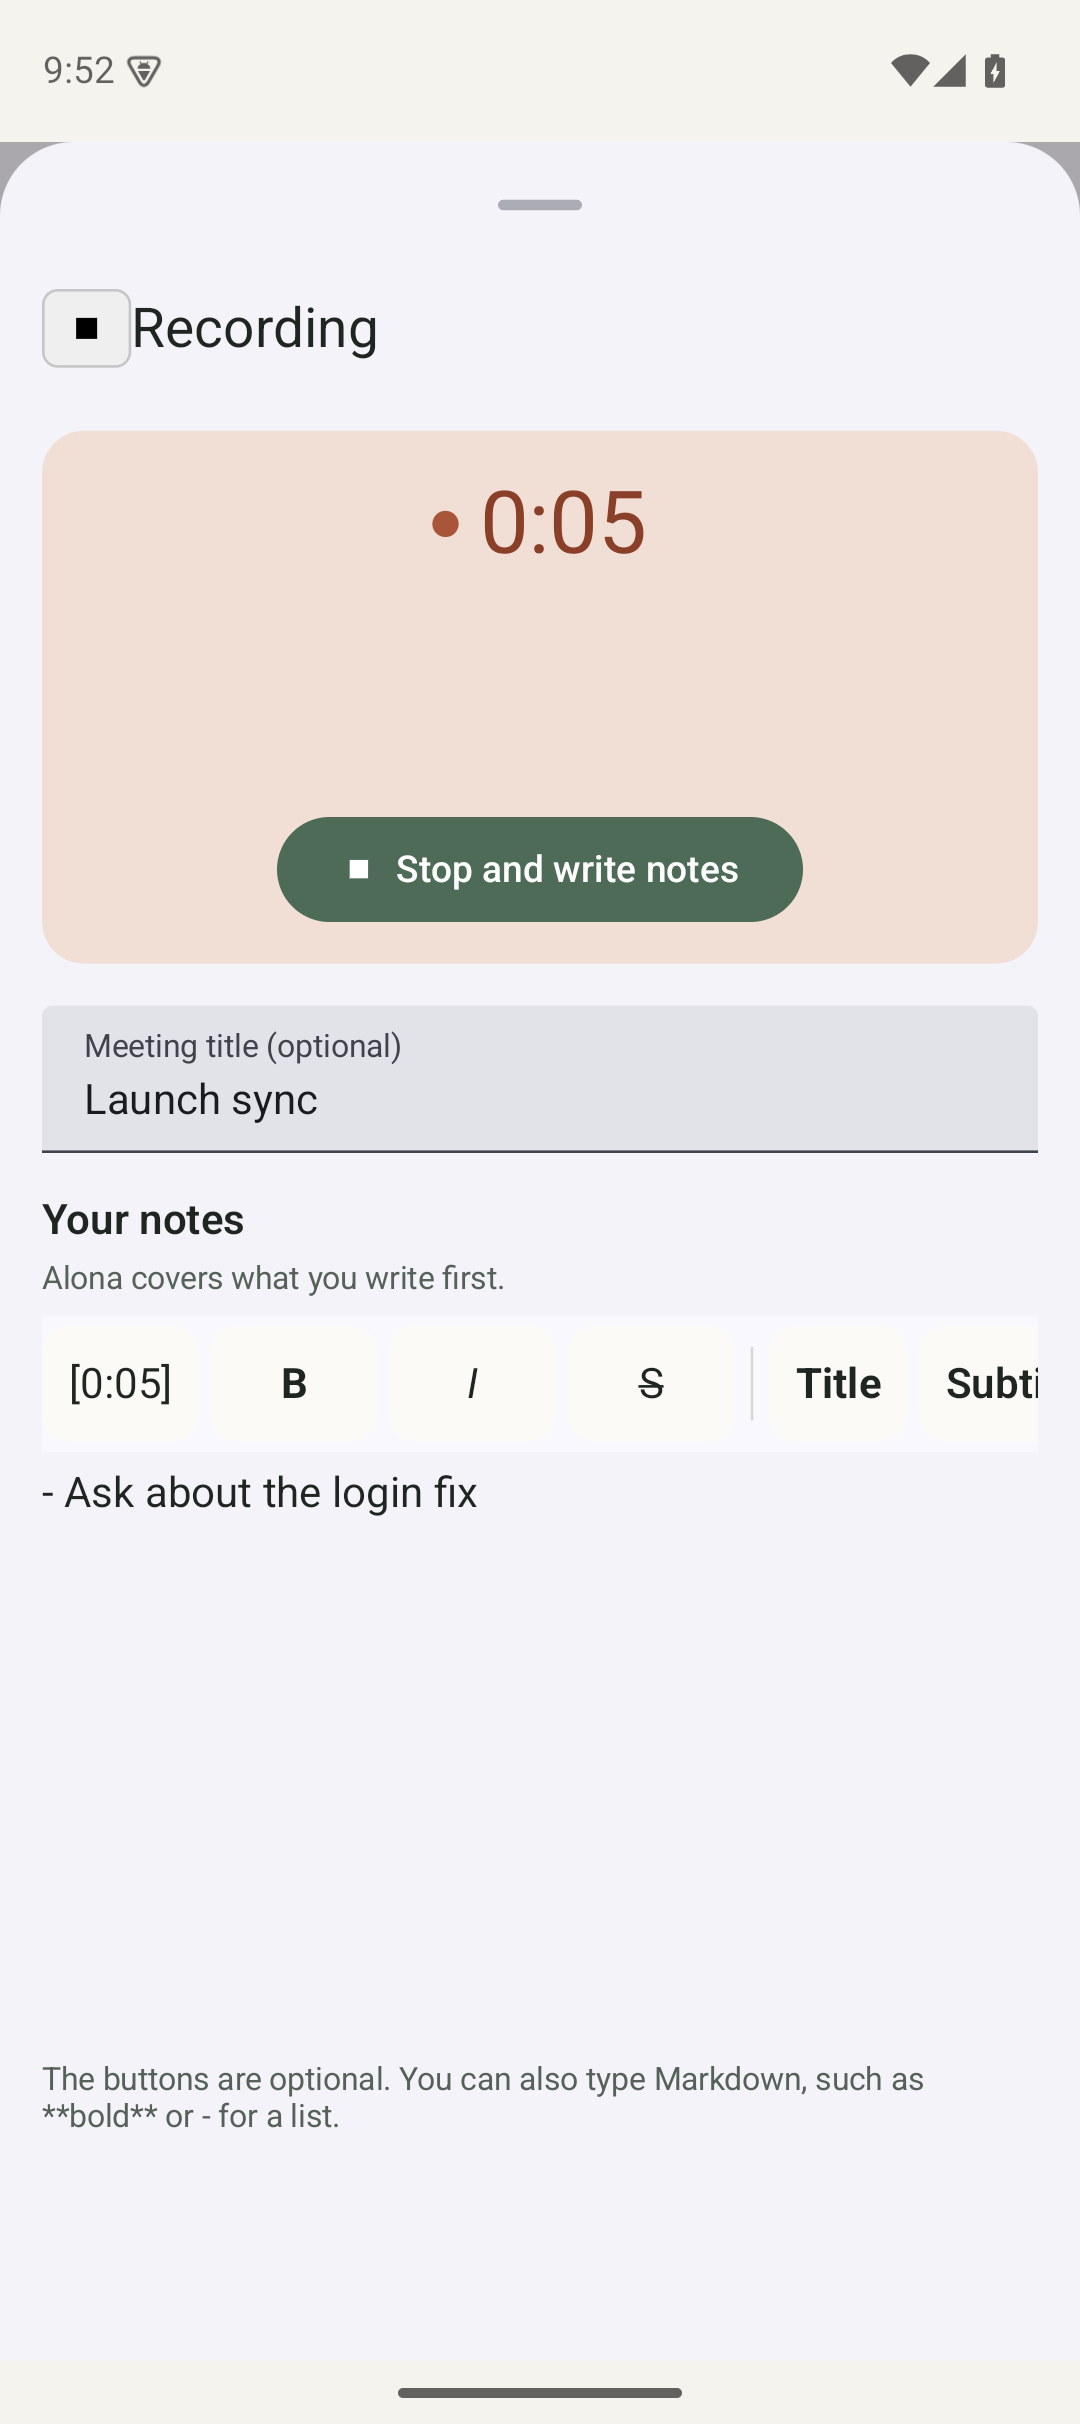 9:52
Recording
0:05
Stop and write notes
Meeting title (optional)
Launch sync
Your notes
Alona covers what you write first.
[0:05] B I S Title Subti
- Ask about the login fix
The buttons are optional. You can also type Markdown, such as
**bold** or - for a list.